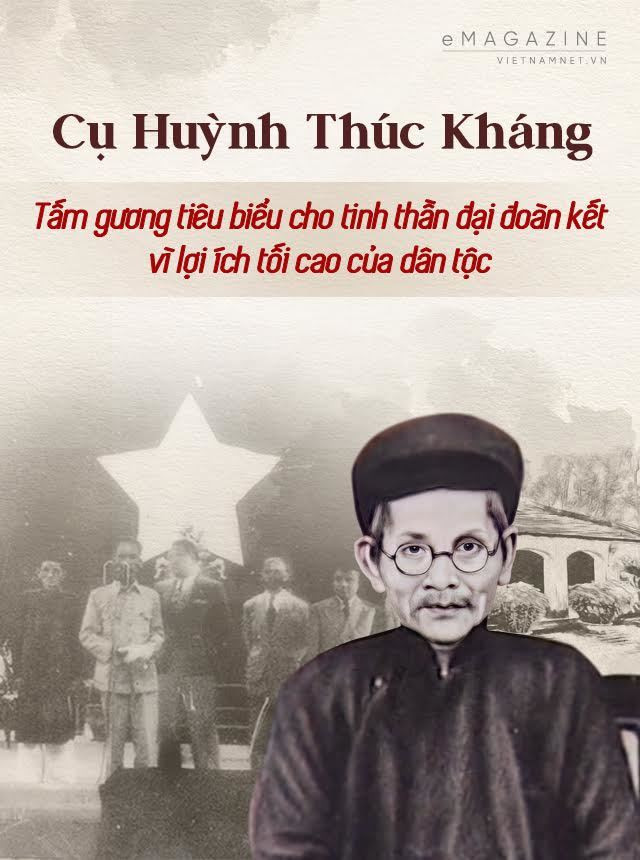 eMAGAZINE
VIETNAMNET.VN
Cụ Huỳnh Thúc Kháng
Tấm gương tiêu biểu cho tinh thần đại đoàn kết
vì lợi ích tối cao của dân tộc